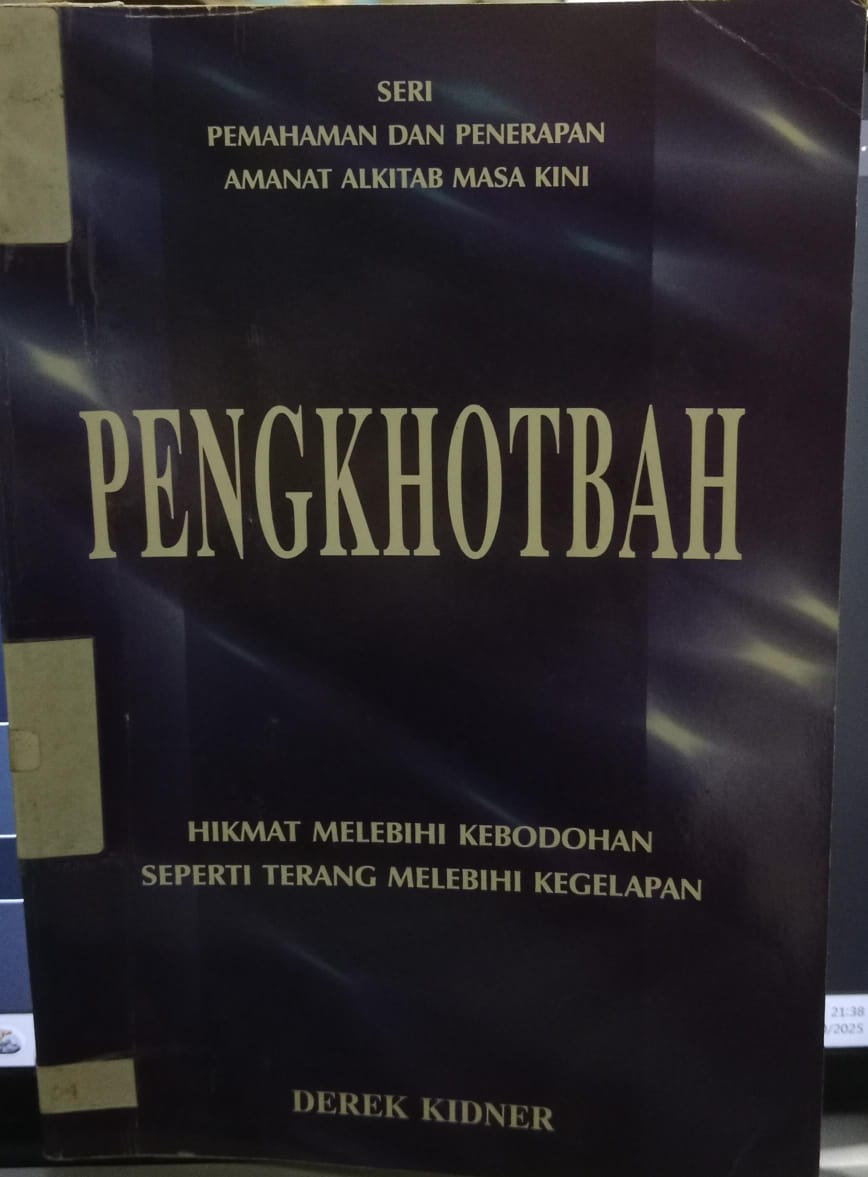 SERI
PEMAHAMAN DAN PENERAPAN
AMANAT ALKITAB MASA KINI
PENGKHOTBAH
HIKMAT MELEBIHI KEBODOHAN
SEPERTI TERANG MELEBIHI KEGELAPAN
DEREK KIDNER
21:38
/2025